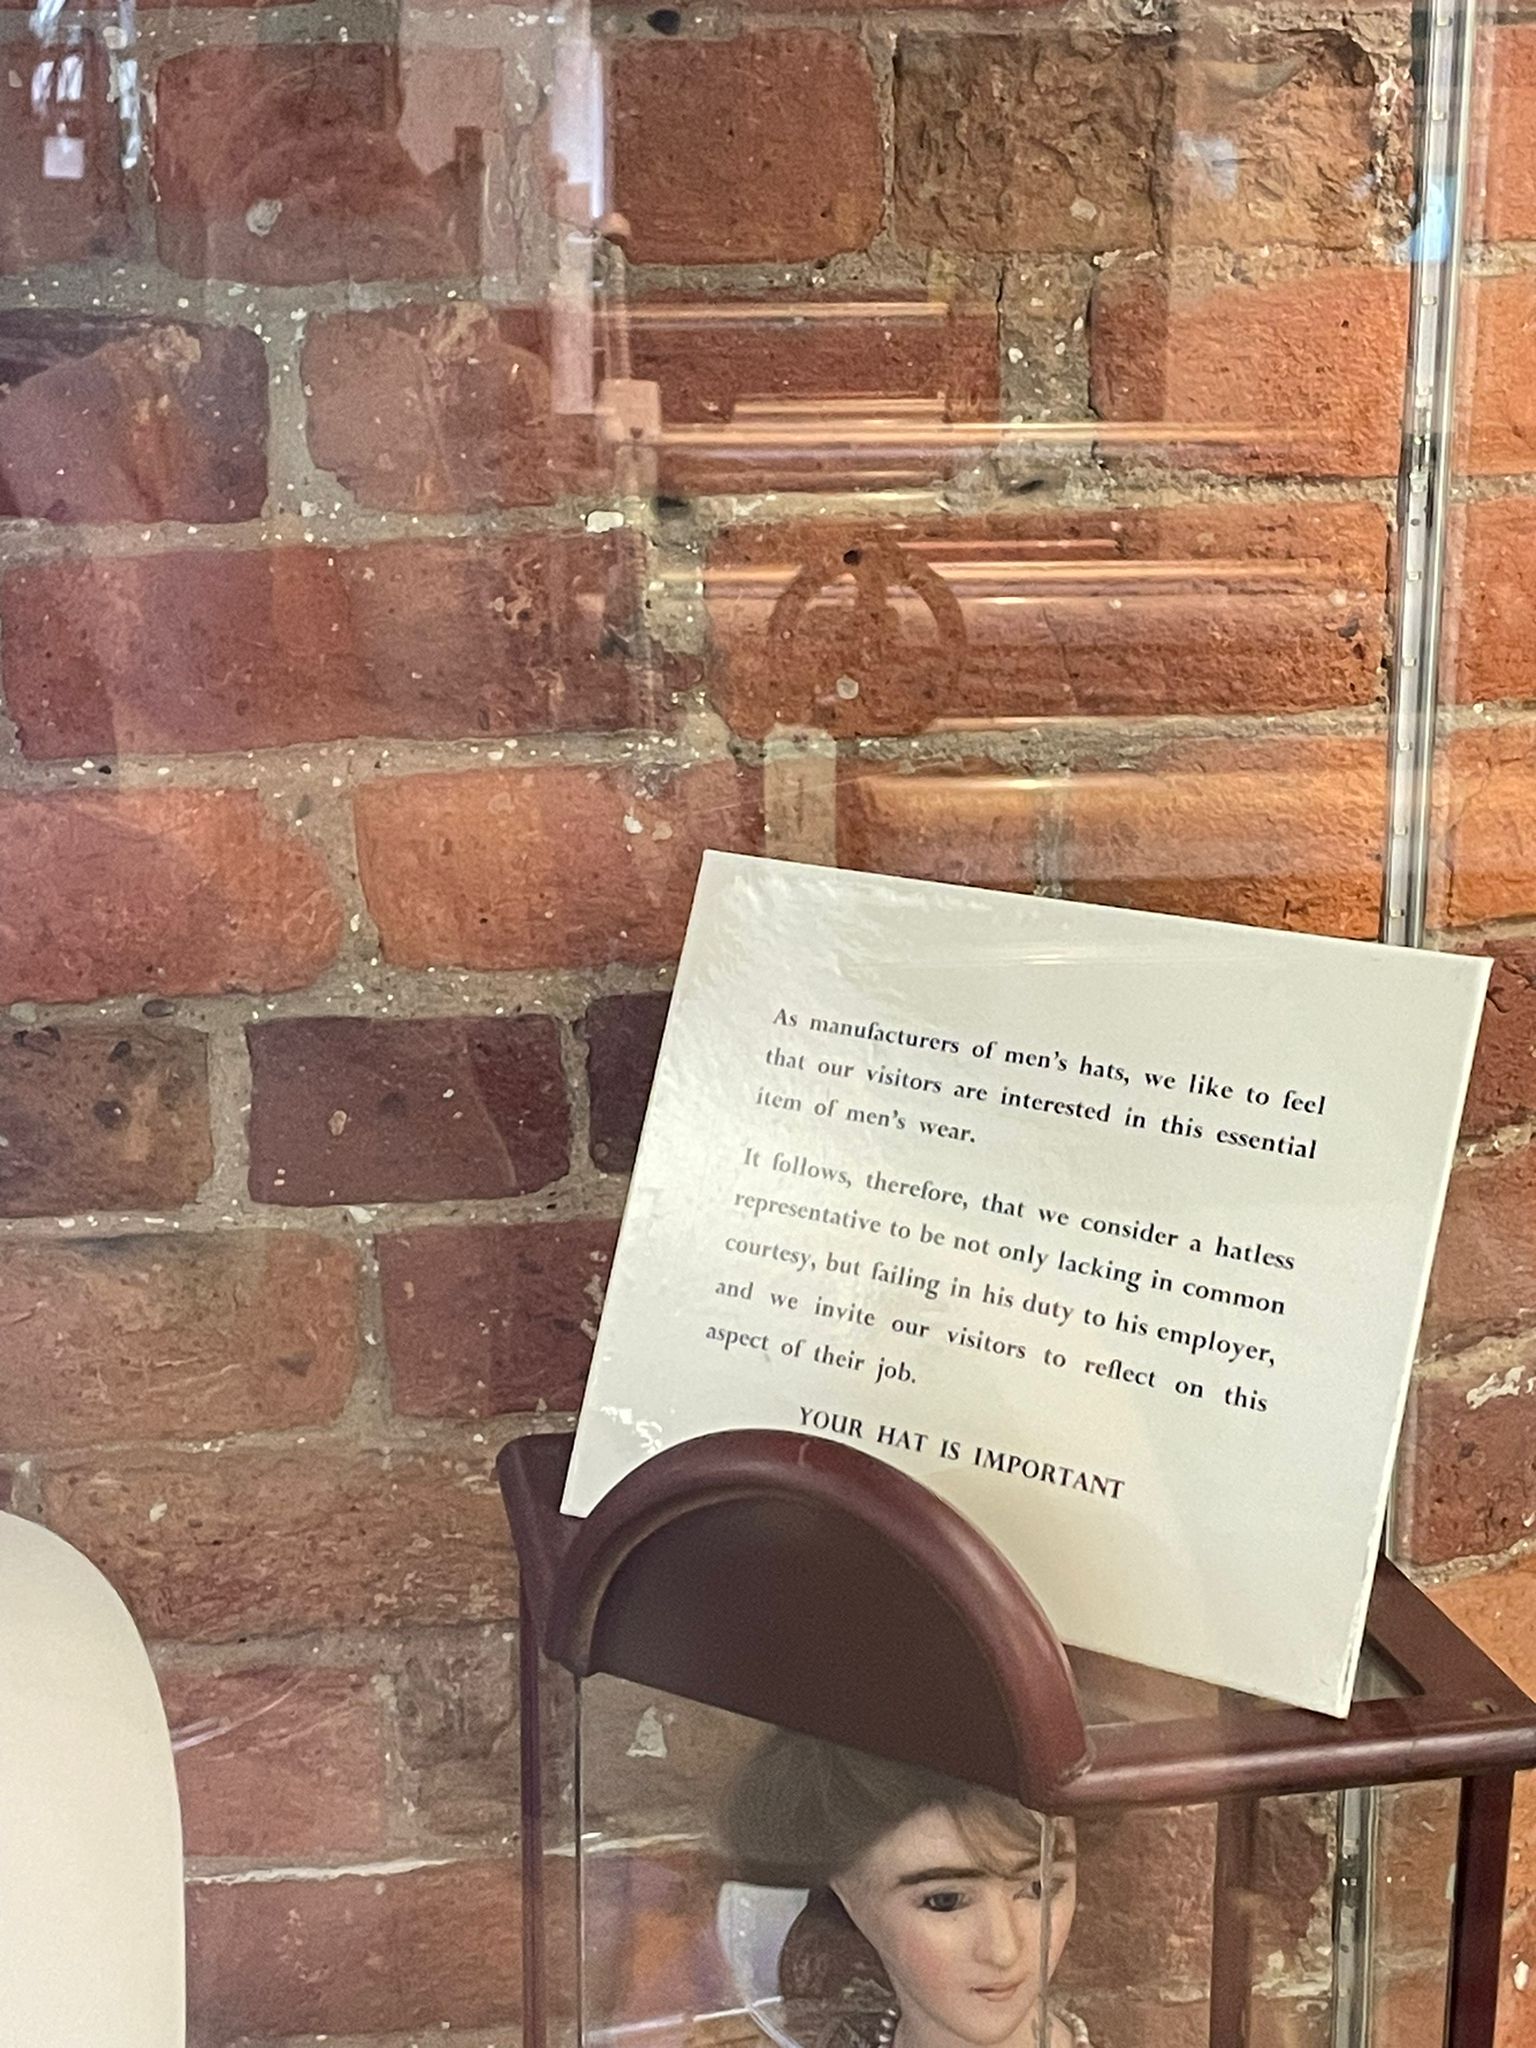 As manufacturers of men's hats, we like to feel
that our visitors are interested in this essential
item of men's wear.
It follows, therefore, that we consider a hatless
representative to be not only lacking in common
courtesy, but failing in his duty to his employer,
and we invite our visitors to reflect on this
aspect of their job.
YOUR HAT IS IMPORTANT